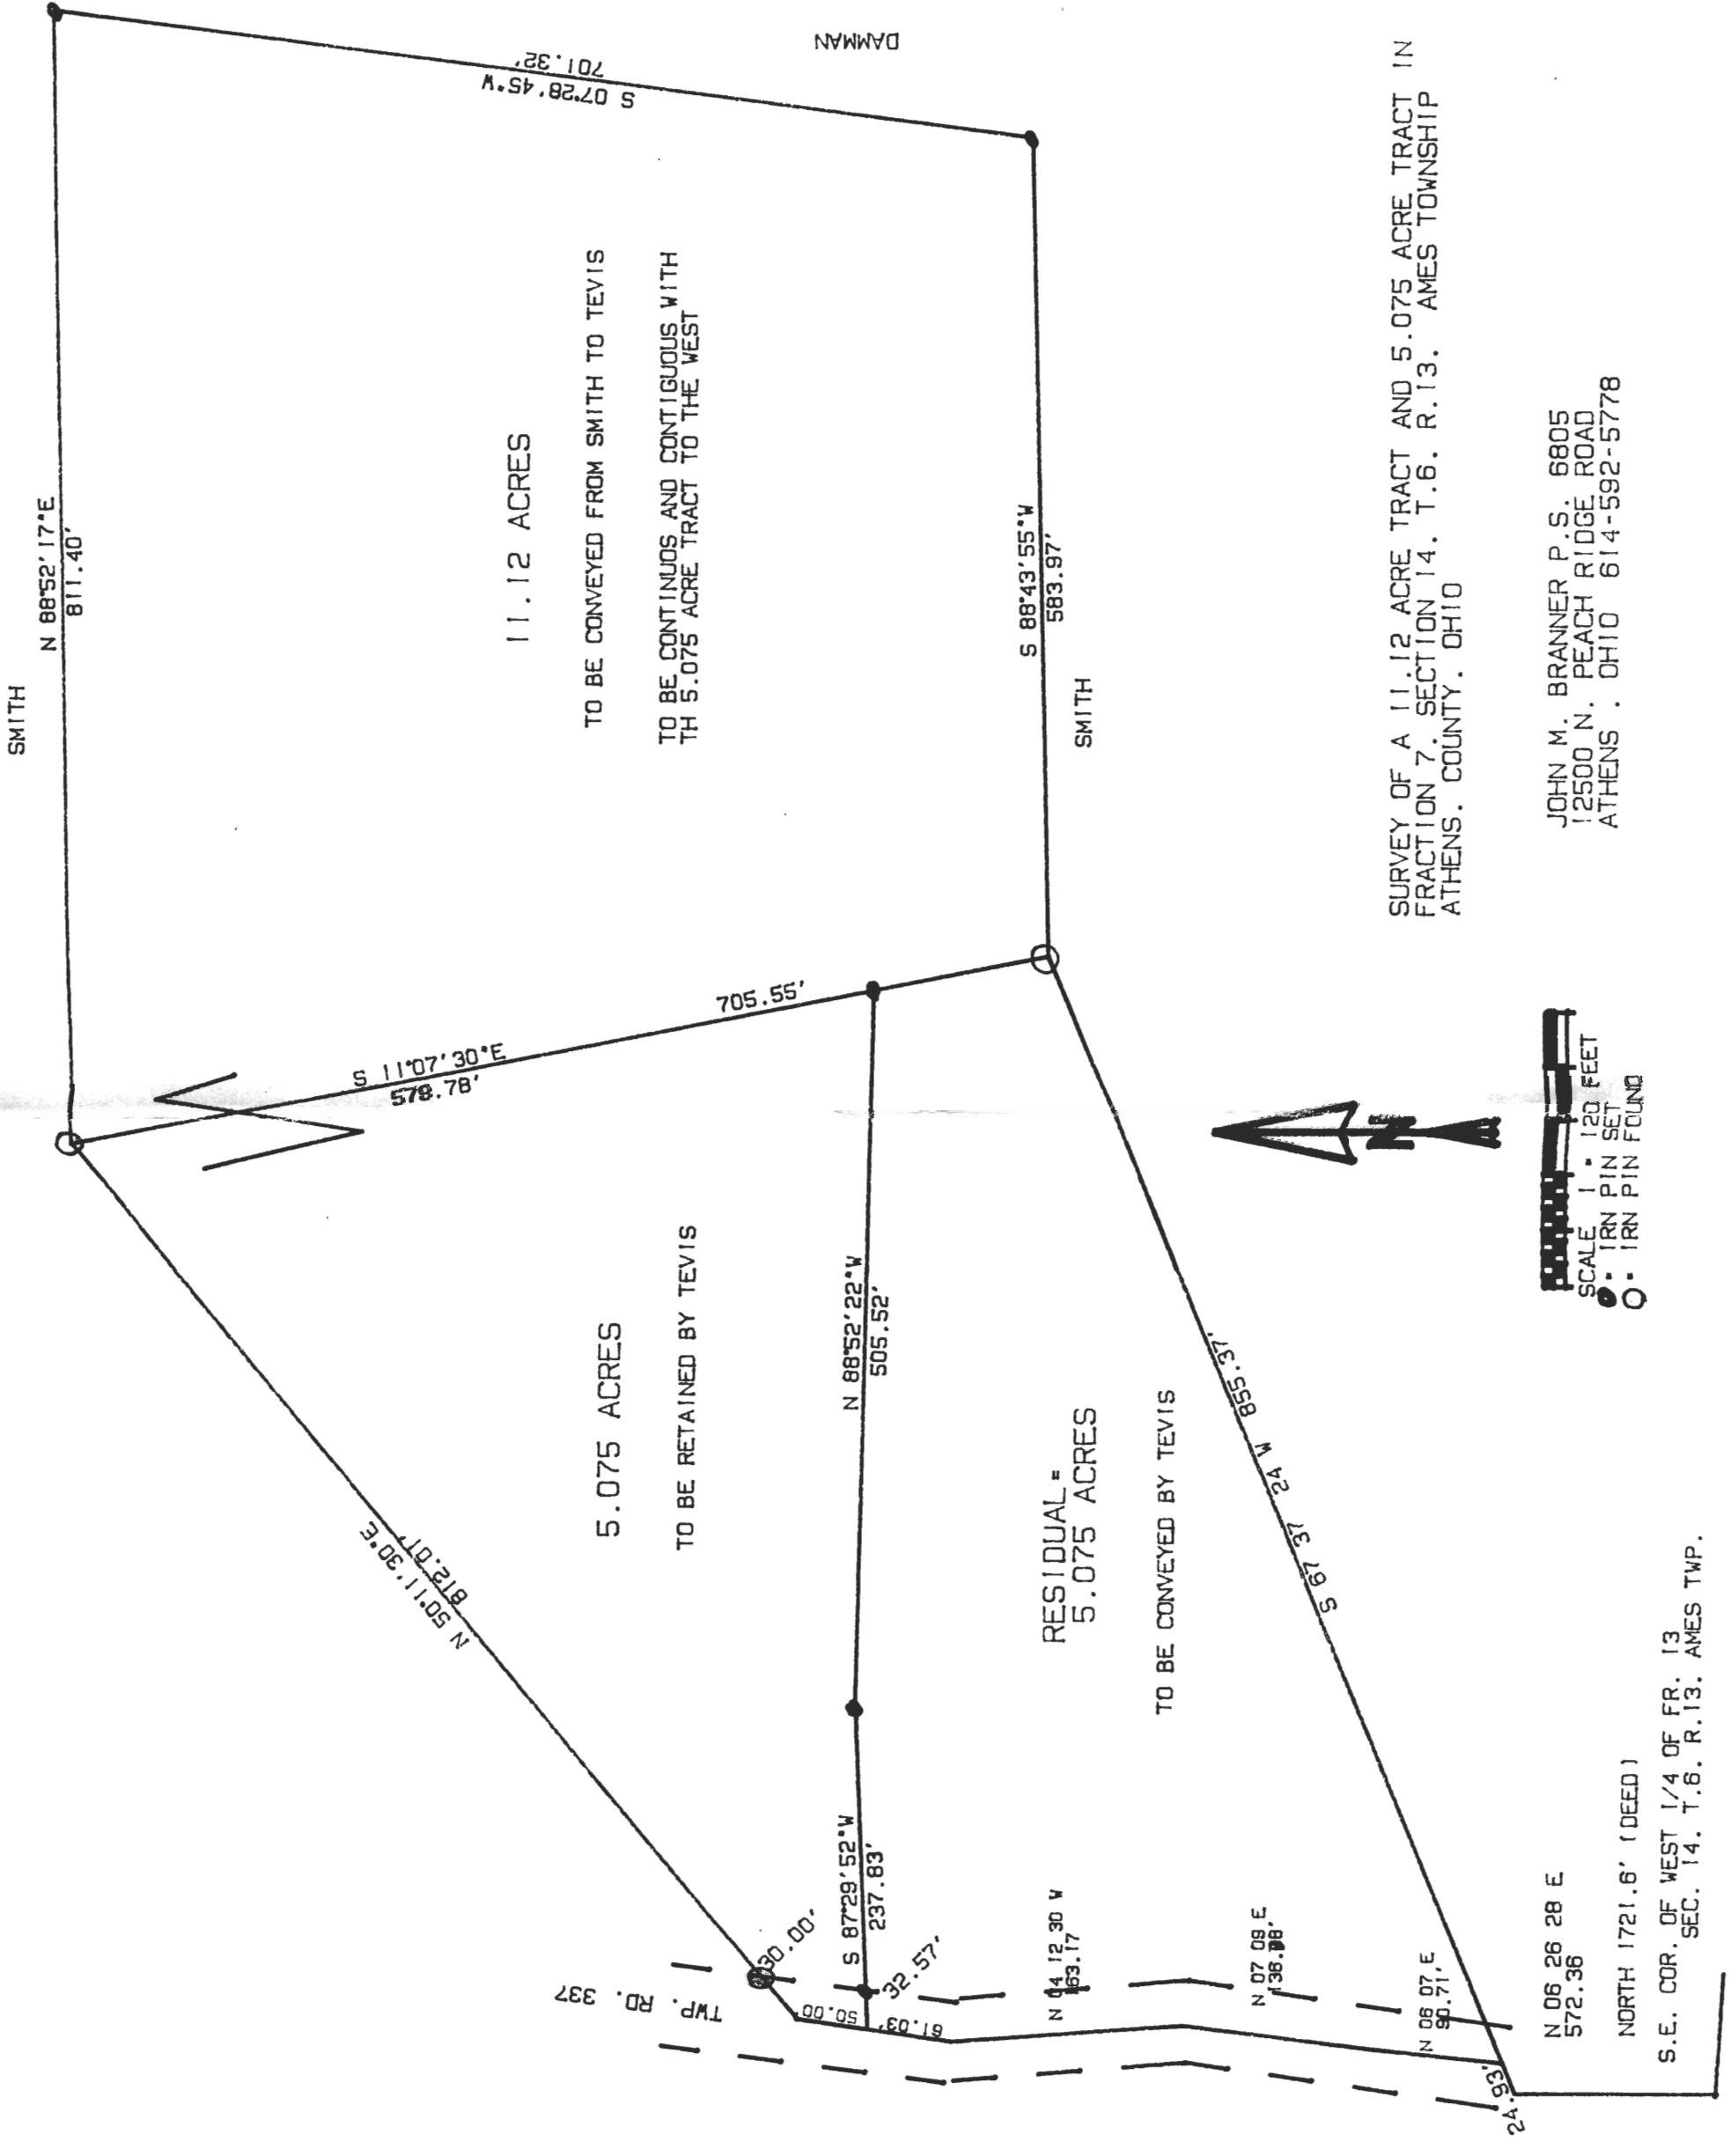 SMITH
N 88°52'17"E
811.40'
S 07°28'45"W
701.32'
DAMMAN
11.12 ACRES
TO BE CONVEYED FROM SMITH TO TEVIS
TO BE CONTINUOS AND CONTIGUOUS WITH
TH 5.075 ACRE TRACT TO THE WEST
S 88°43'55"W
583.97'
SMITH
S 11°07'30"E
705.55'
579.78'
N 50°11'30"E
812.01'
5.075 ACRES
TO BE RETAINED BY TEVIS
N 88°52'22"W
505.52'
S 87°29'52"W
237.83'
30.00'
32.57'
TWP. RD. 337
50.00
61.03'
RESIDUAL =
5.075 ACRES
TO BE CONVEYED BY TEVIS
S 67 37 24 W 855.37'
N 04 12 30 W
163.17
N 07 09 E
N 06 07 E
90.71'
24.93'
N 06 26 28 E
572.36
NORTH 1721.6' (DEED)
S.E. COR. OF WEST 1/4 OF FR. 13
SEC. 14. T.6. R.13. AMES TWP.
N
SCALE 1 = 120 FEET
= IRN PIN SET
= IRN PIN FOUND
SURVEY OF A 11.12 ACRE TRACT AND 5.075 ACRE TRACT IN
FRACTION 7. SECTION 14. T.6. R.13. AMES TOWNSHIP
ATHENS. COUNTY. OHIO
JOHN M. BRANNER P.S. 6805
12500 N. PEACH RIDGE ROAD
ATHENS . OHIO 614-592-5778